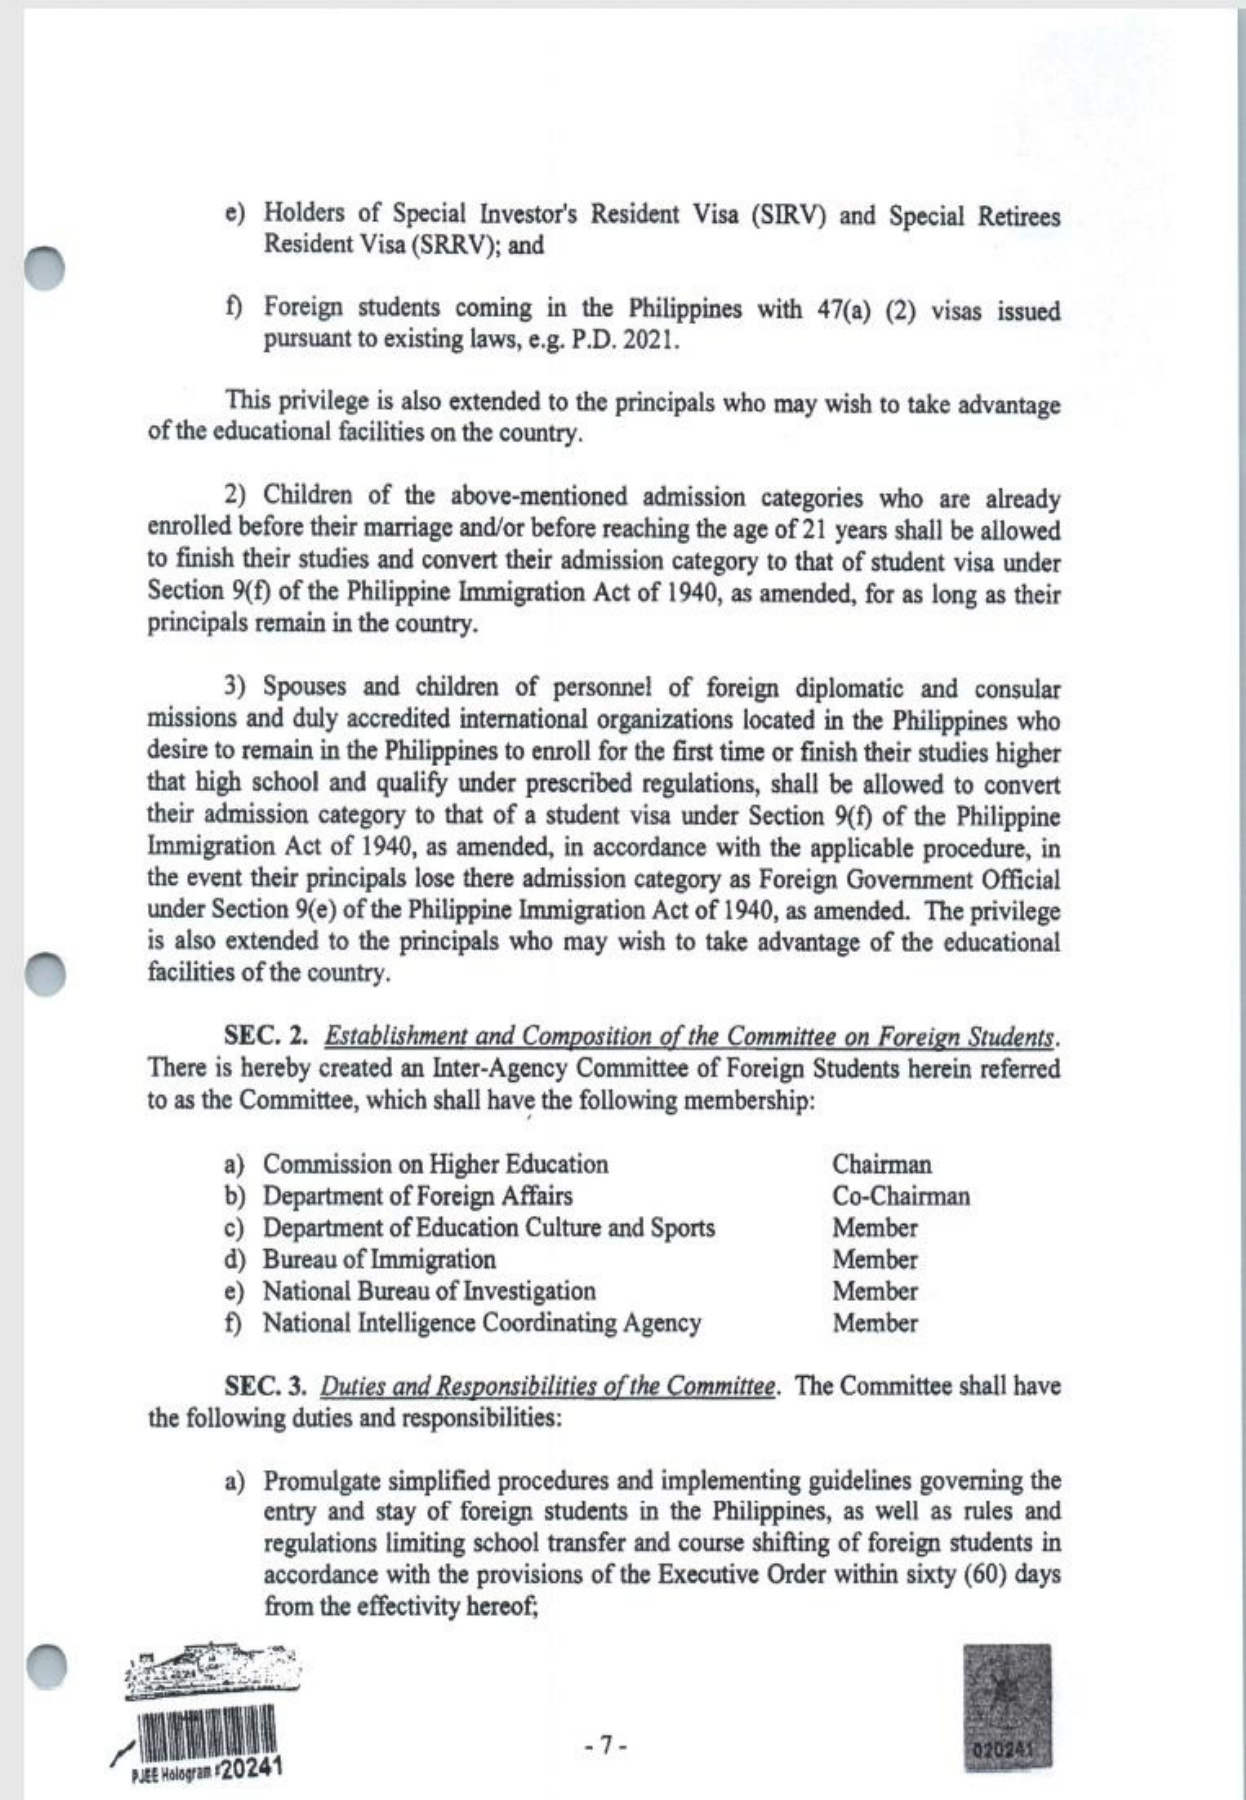 e) Holders of Special Investor's Resident Visa (SIRV) and Special Retirees
Resident Visa (SRRV); and
f) Foreign students coming in the Philippines with 47(a) (2) visas issued
pursuant to existing laws, e.g. P.D. 2021.
This privilege is also extended to the principals who may wish to take advantage
of the educational facilities on the country.
2) Children of the above-mentioned admission categories who are already
enrolled before their marriage and/or before reaching the age of 21 years shall be allowed
to finish their studies and convert their admission category to that of student visa under
Section 9(f) of the Philippine Immigration Act of 1940, as amended, for as long as their
principals remain in the country.
3) Spouses and children of personnel of foreign diplomatic and consular
missions and duly accredited international organizations located in the Philippines who
desire to remain in the Philippines to enroll for the first time or finish their studies higher
that high school and qualify under prescribed regulations, shall be allowed to convert
their admission category to that of a student visa under Section 9(f) of the Philippine
Immigration Act of 1940, as amended, in accordance with the applicable procedure, in
the event their principals lose there admission category as Foreign Government Official
under Section 9(e) of the Philippine Immigration Act of 1940, as amended. The privilege
is also extended to the principals who may wish to take advantage of the educational
facilities of the country.
SEC. 2. Establishment and Composition of the Committee on Foreign Students.
There is hereby created an Inter-Agency Committee of Foreign Students herein referred
to as the Committee, which shall have the following membership:
a) Commission on Higher Education Chairman
b) Department of Foreign Affairs Co-Chairman
c) Department of Education Culture and Sports Member
d) Bureau of Immigration Member
e) National Bureau of Investigation Member
f) National Intelligence Coordinating Agency Member
SEC. 3. Duties and Responsibilities of the Committee. The Committee shall have
the following duties and responsibilities:
a) Promulgate simplified procedures and implementing guidelines governing the
entry and stay of foreign students in the Philippines, as well as rules and
regulations limiting school transfer and course shifting of foreign students in
accordance with the provisions of the Executive Order within sixty (60) days
from the effectivity hereof;
PJEE Hologram #20241
- 7 -
020241